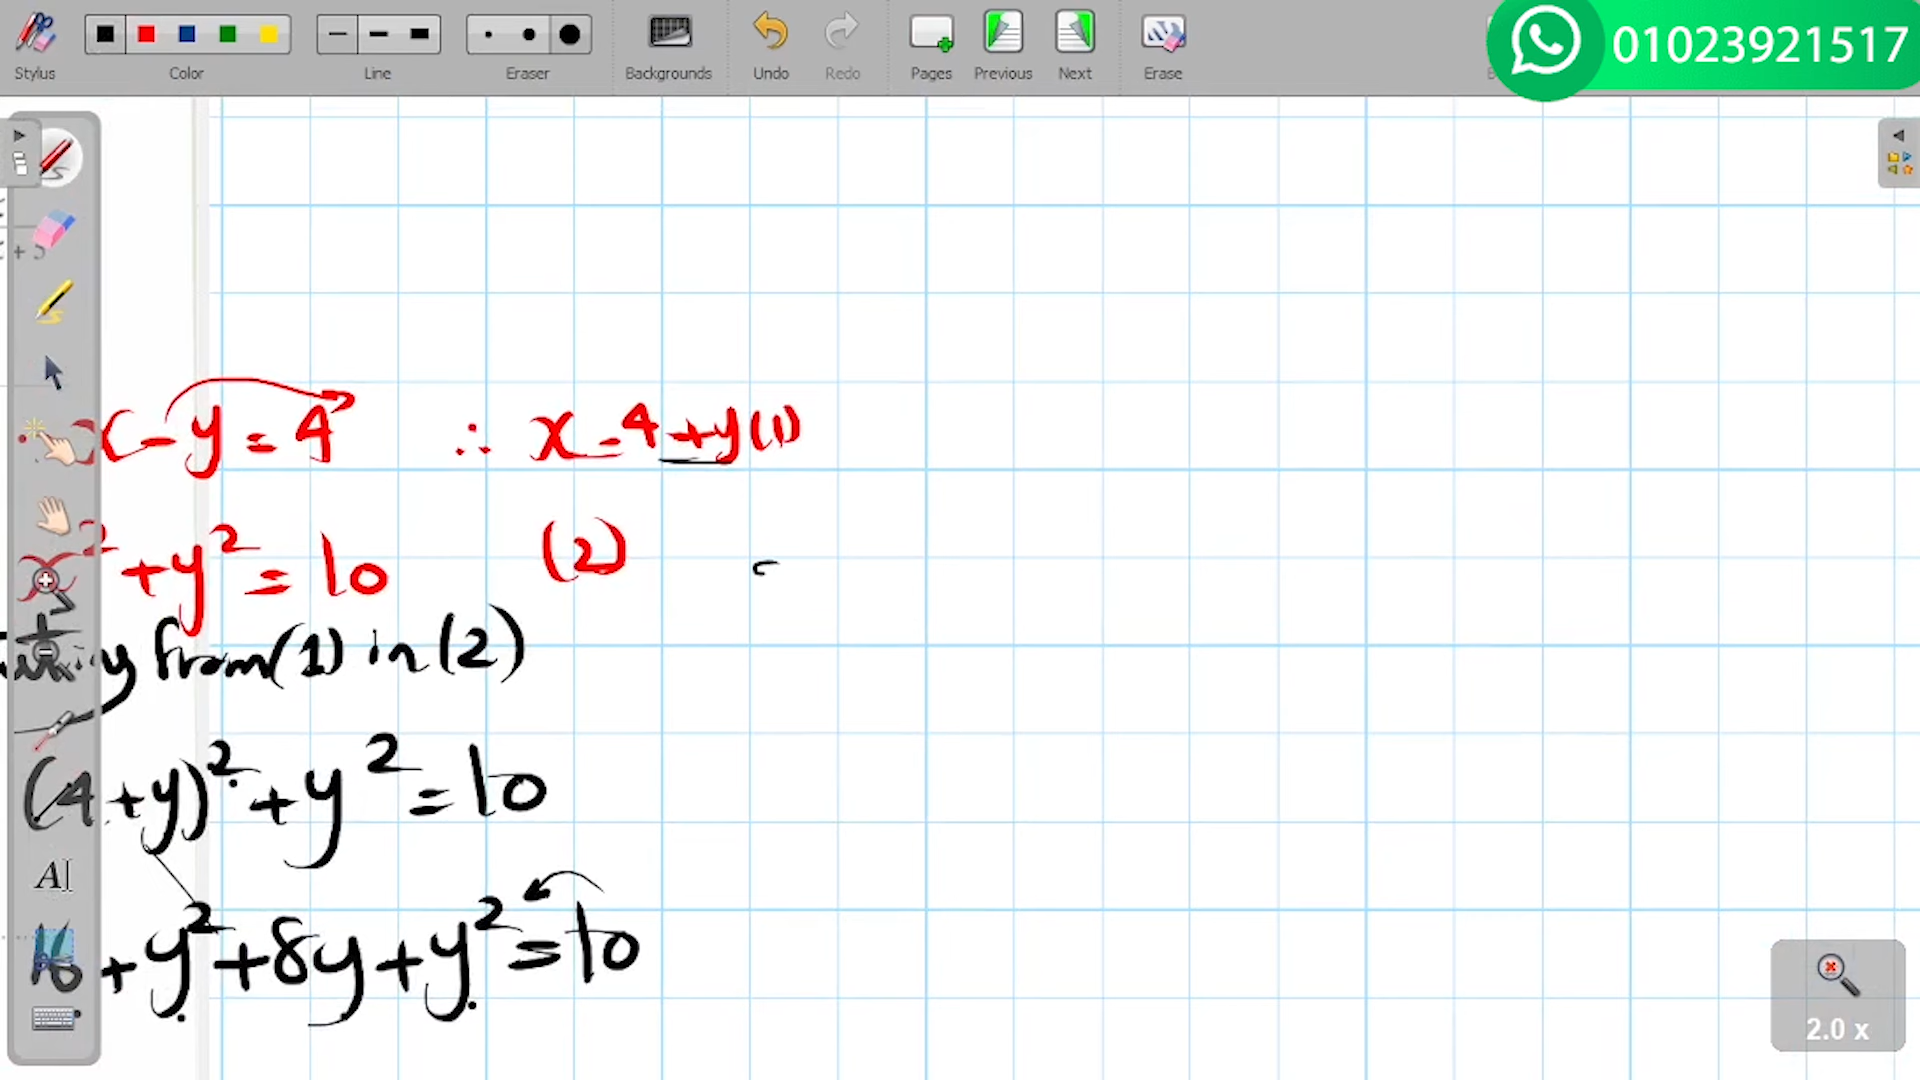 Stylus Color Line Eraser Backgrounds Undo Redo Pages Previous Next Erase
01023921517
x - y = 4 ∴ x = 4 + y (1)
x² + y² = 10 (2)
from (1) in (2)
(4 + y)² + y² = 10
16 + y² + 8y + y² = 10
2.0 x